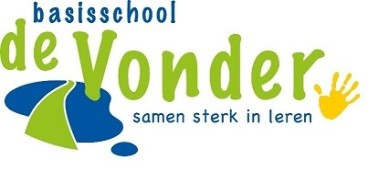 basisschool
de Vonder
samen sterk in leren